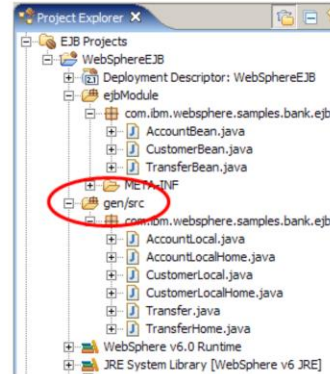 Project Explorer
EJB Projects
WebSphereEJB
Deployment Descriptor: WebSphereEJB
ejbModule
com.ibm.websphere.samples.bank.ejb
AccountBean.java
CustomerBean.java
TransferBean.java
META-INF
gen/src
com.ibm.websphere.samples.bank.ejb
AccountLocal.java
AccountLocalHome.java
CustomerLocal.java
CustomerLocalHome.java
Transfer.java
TransferHome.java
WebSphere v6.0 Runtime
JRE System Library [WebSphere v6 JRE]